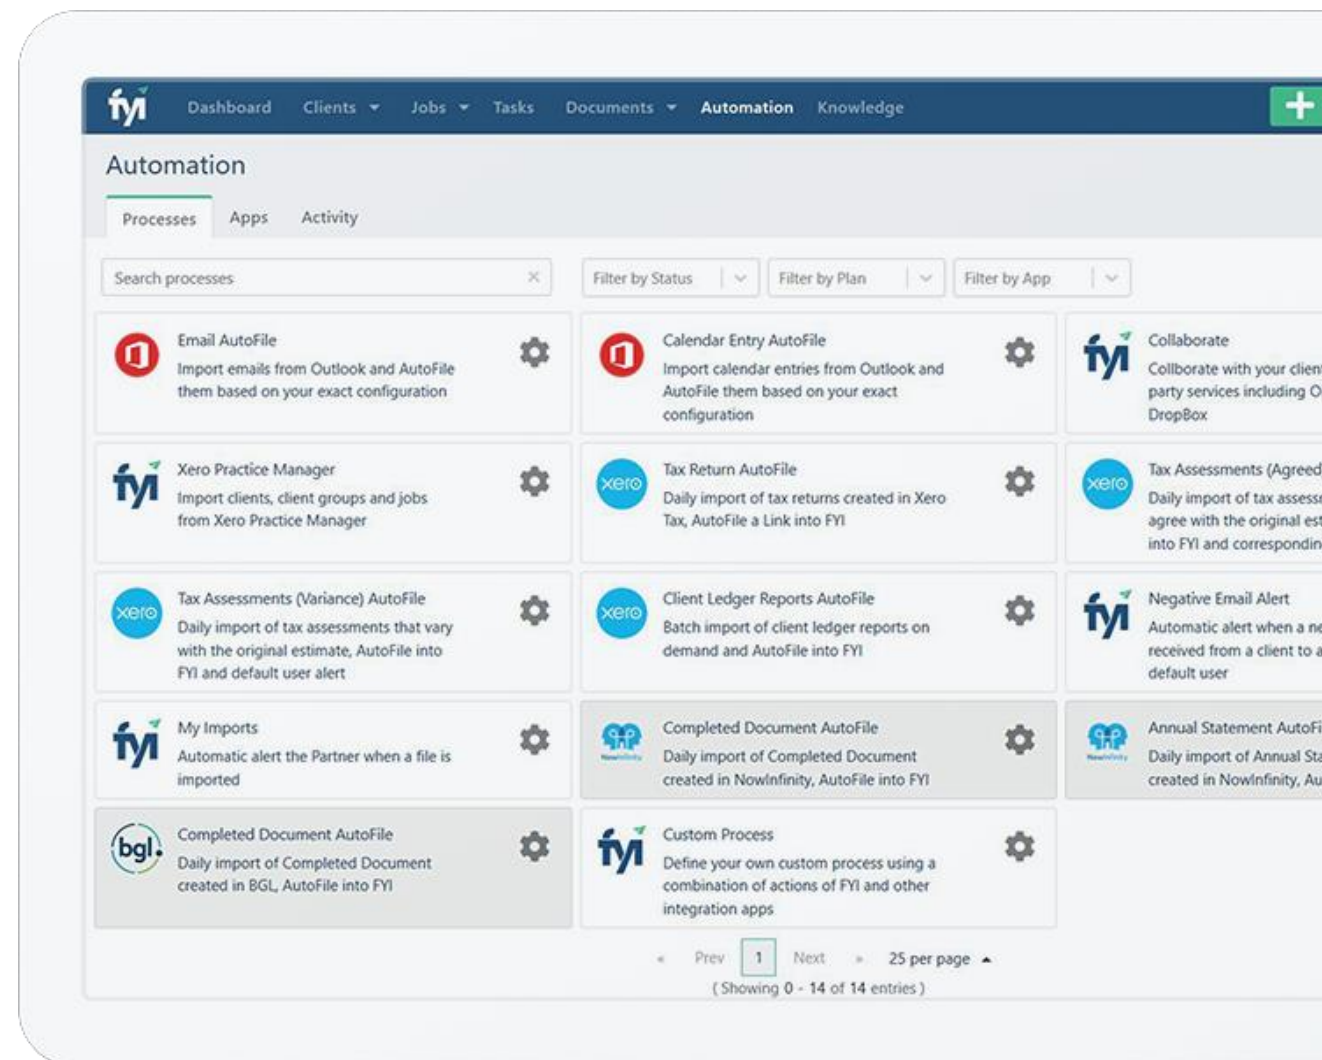 fyi Dashboard Clients Jobs Tasks Documents Automation Knowledge
Automation
Processes Apps Activity
Search processes × Filter by Status Filter by Plan Filter by App
Email AutoFile
Import emails from Outlook and AutoFile
them based on your exact configuration
Calendar Entry AutoFile
Import calendar entries from Outlook and
AutoFile them based on your exact
configuration
fyi
Collaborate
Collborate with your client
party services including O
DropBox
fyi
Xero Practice Manager
Import clients, client groups and jobs
from Xero Practice Manager
xero
Tax Return AutoFile
Daily import of tax returns created in Xero
Tax, AutoFile a Link into FYI
xero
Tax Assessments (Agreed
Daily import of tax assess
agree with the original est
into FYI and correspondin
xero
Tax Assessments (Variance) AutoFile
Daily import of tax assessments that vary
with the original estimate, AutoFile into
FYI and default user alert
xero
Client Ledger Reports AutoFile
Batch import of client ledger reports on
demand and AutoFile into FYI
fyi
Negative Email Alert
Automatic alert when a ne
received from a client to a
default user
fyi
My Imports
Automatic alert the Partner when a file is
imported
NowInfinity
Completed Document AutoFile
Daily import of Completed Document
created in NowInfinity, AutoFile into FYI
NowInfinity
Annual Statement AutoFi
Daily import of Annual Sta
created in NowInfinity, Au
bgl.
Completed Document AutoFile
Daily import of Completed Document
created in BGL, AutoFile into FYI
fyi
Custom Process
Define your own custom process using a
combination of actions of FYI and other
integration apps
« Prev 1 Next » 25 per page
( Showing 0 - 14 of 14 entries )